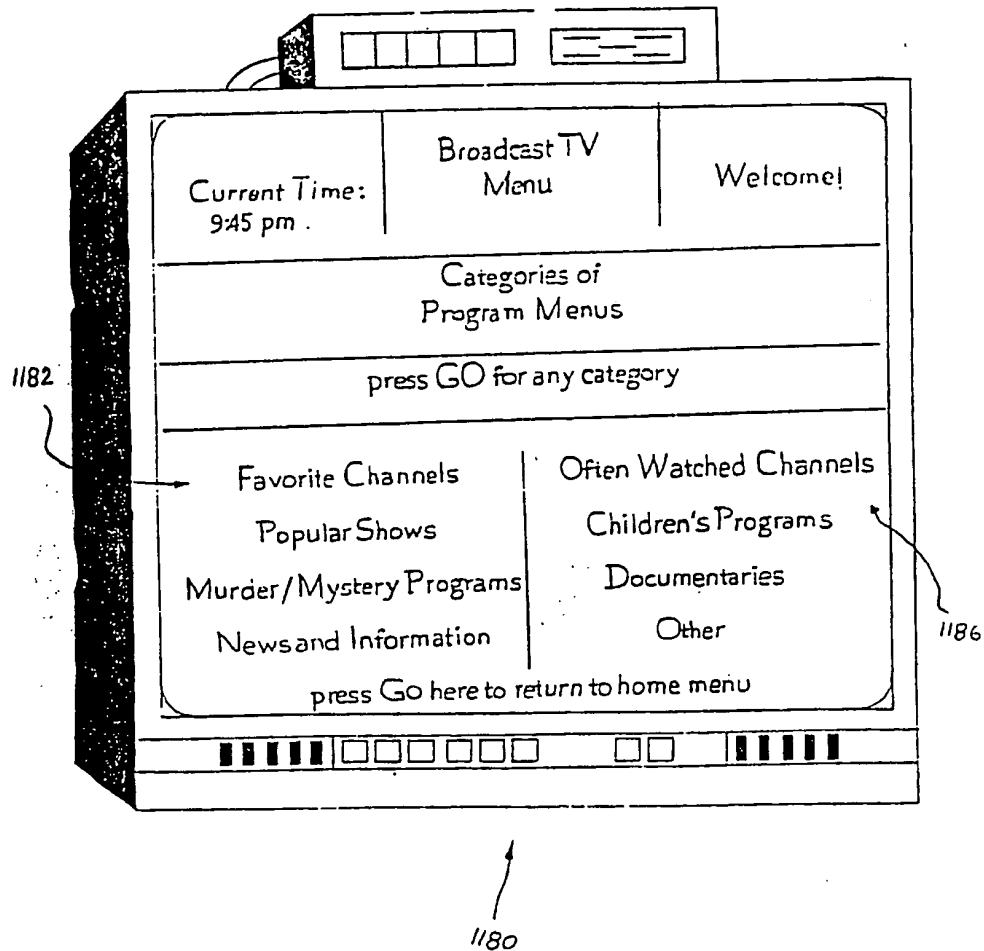 Current Time:
9:45 pm .
Broadcast TV
Menu
Welcome!
Categories of
Program Menus
press GO for any category
1182
Favorite Channels
Popular Shows
Murder/Mystery Programs
News and Information
Often Watched Channels
Children's Programs
Documentaries
Other
1186
press Go here to return to home menu
1180